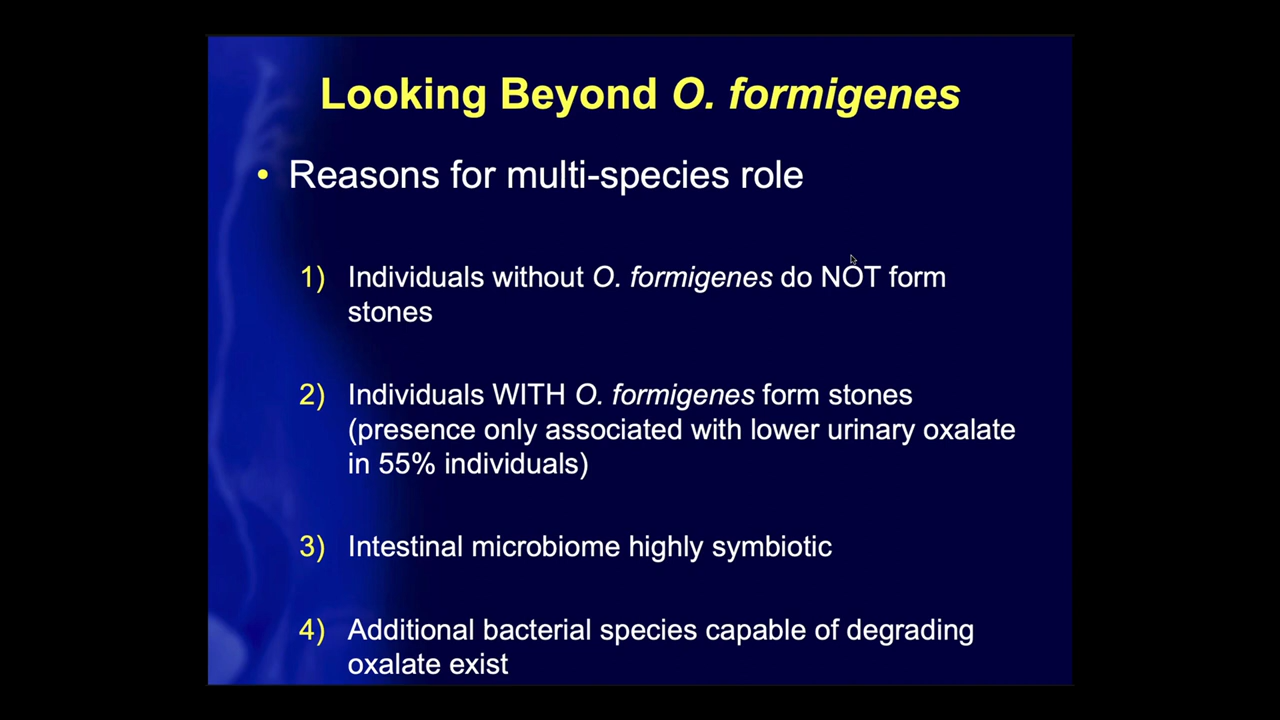 Looking Beyond O. formigenes
• Reasons for multi-species role
1) Individuals without O. formigenes do NOT form
stones
2) Individuals WITH O. formigenes form stones
(presence only associated with lower urinary oxalate
in 55% individuals)
3) Intestinal microbiome highly symbiotic
4) Additional bacterial species capable of degrading
oxalate exist